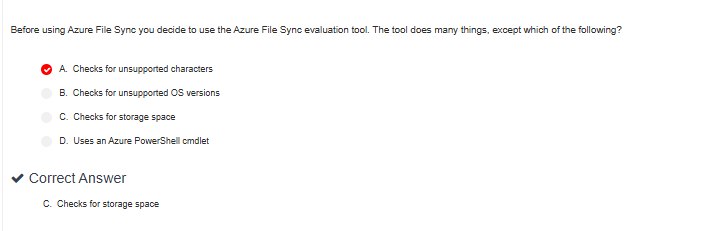 Before using Azure File Sync you decide to use the Azure File Sync evaluation tool. The tool does many things, except which of the following?
A. Checks for unsupported characters
B. Checks for unsupported OS versions
C. Checks for storage space
D. Uses an Azure PowerShell cmdlet
Correct Answer
C. Checks for storage space